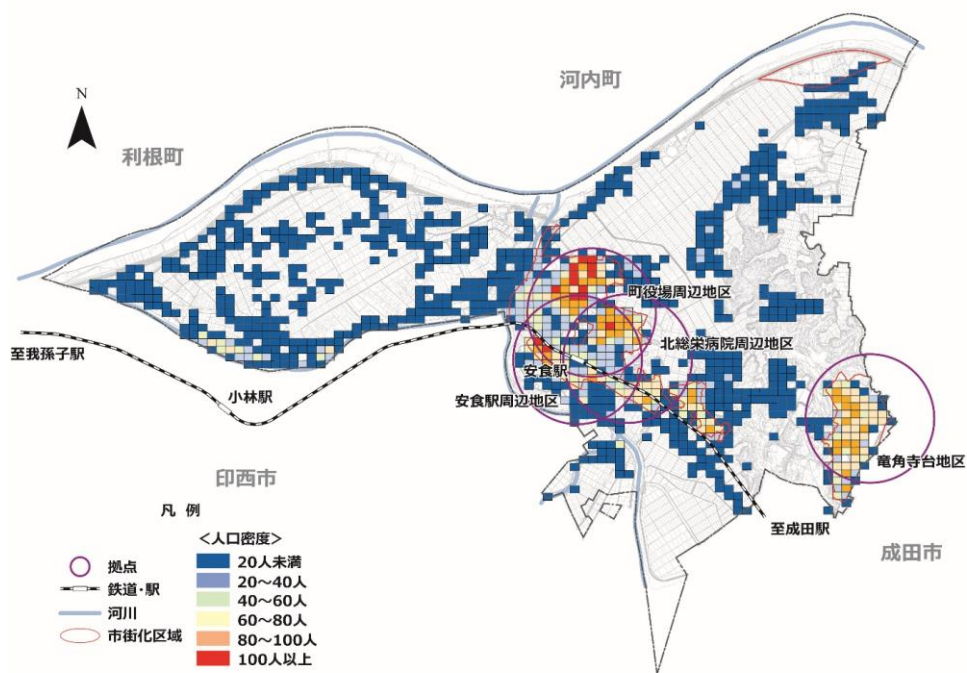 河内町
N
利根町
町役場周辺地区
北総栄病院周辺地区
至我孫子駅
安食駅
小林駅
安食駅周辺地区
竜角寺台地区
印西市
至成田駅
成田市
凡 例
＜人口密度＞
拠点
鉄道・駅
河川
市街化区域
20人未満
20～40人
40～60人
60～80人
80～100人
100人以上